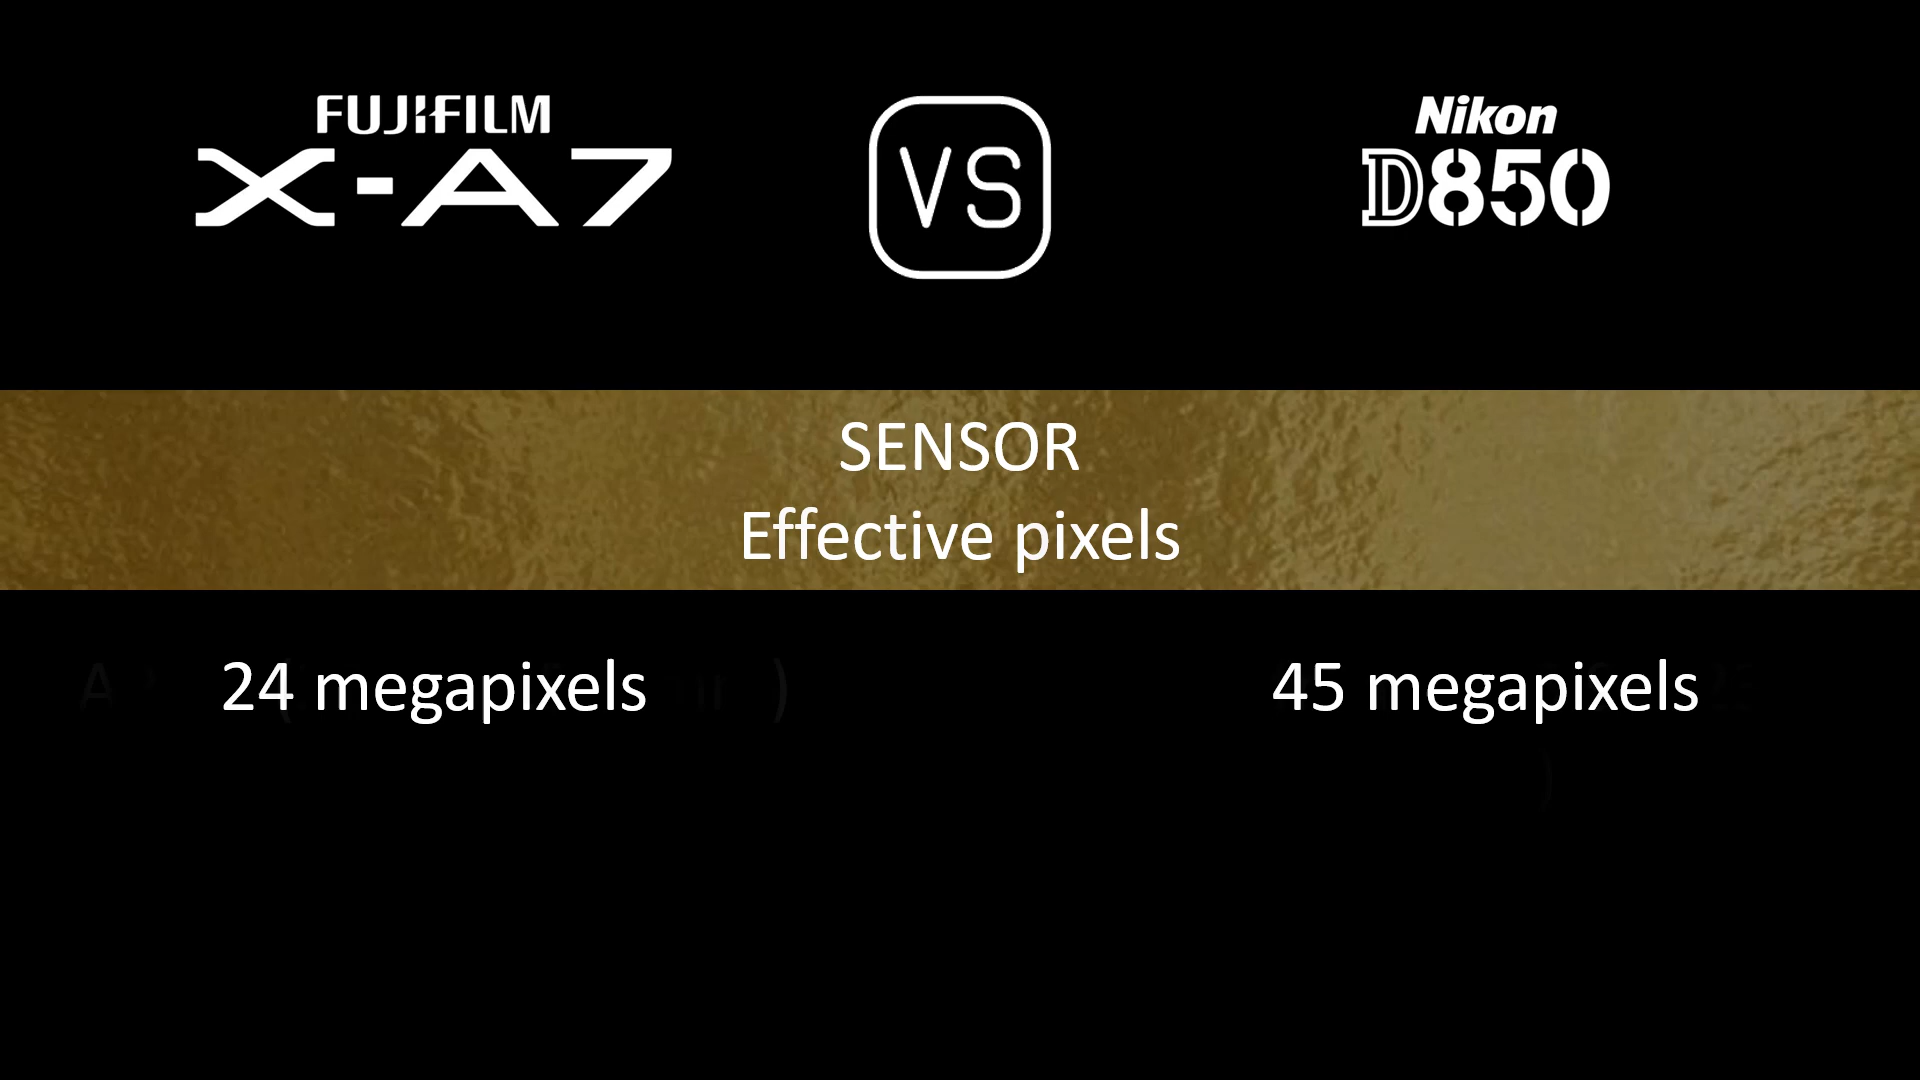 FUJIFILM
X-A7
VS
Nikon
D850
SENSOR
Effective pixels
24 megapixels
45 megapixels